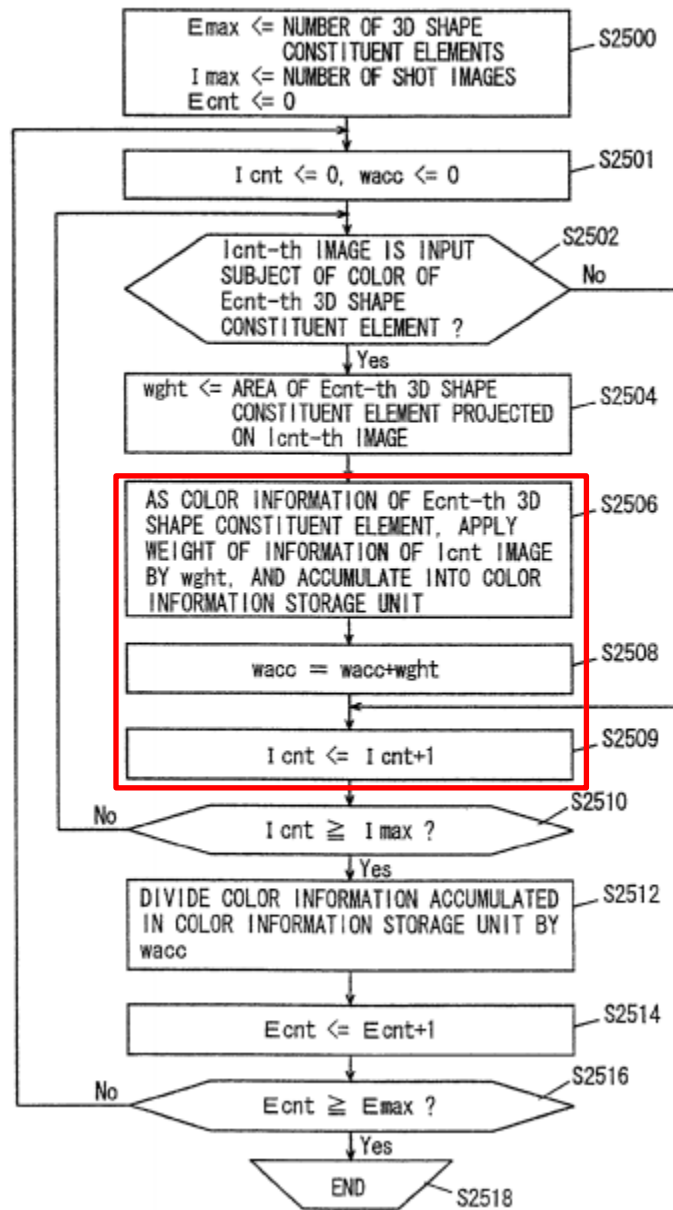 Emax <= NUMBER OF 3D SHAPE
CONSTITUENT ELEMENTS
Imax <= NUMBER OF SHOT IMAGES
Ecnt <= 0
S2500
Icnt <= 0, wacc <= 0
S2501
Icnt-th IMAGE IS INPUT
SUBJECT OF COLOR OF
Ecnt-th 3D SHAPE
CONSTITUENT ELEMENT ?
S2502
No
Yes
wght <= AREA OF Ecnt-th 3D SHAPE
CONSTITUENT ELEMENT PROJECTED
ON Icnt-th IMAGE
S2504
AS COLOR INFORMATION OF Ecnt-th 3D
SHAPE CONSTITUENT ELEMENT, APPLY
WEIGHT OF INFORMATION OF Icnt IMAGE
BY wght, AND ACCUMULATE INTO COLOR
INFORMATION STORAGE UNIT
S2506
wacc = wacc+wght
S2508
Icnt <= Icnt+1
S2509
No
Icnt ≧ Imax ?
S2510
Yes
DIVIDE COLOR INFORMATION ACCUMULATED
IN COLOR INFORMATION STORAGE UNIT BY
wacc
S2512
Ecnt <= Ecnt+1
S2514
No
Ecnt ≧ Emax ?
S2516
Yes
END
S2518